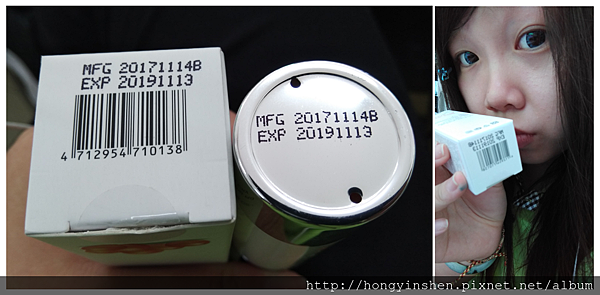 MFG 20171114B
EXP 20191113
4 712954 710138
MFG 20171114B
EXP 20191113
http://hongyinshen.pixnet.net/album